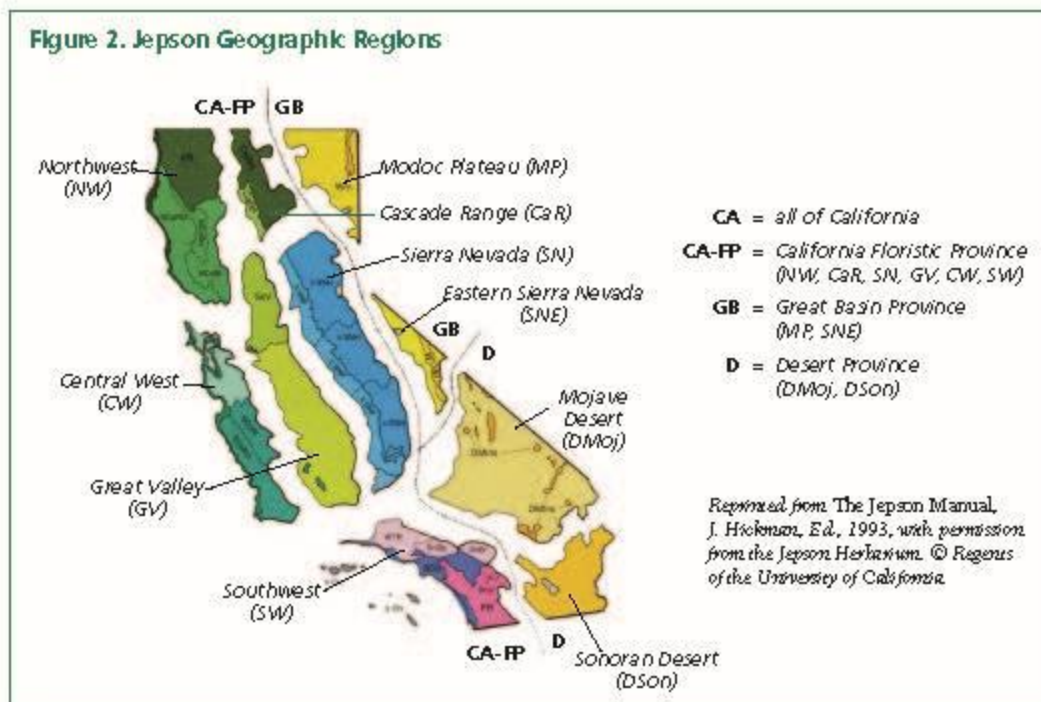 Figure 2. Jepson Geographic Regions
CA-FP GB
Northwest
(NW)
Modoc Plateau (MP)
Cascade Range (CaR)
Sierra Nevada (SN)
Eastern Sierra Nevada
(SNE)
GB
D
Central West
(CW)
Mojave
Desert
(DMoj)
Great Valley
(GV)
Southwest
(SW)
CA-FP
D
Sonoran Desert
(DSon)
CA = all of California
CA-FP = California Floristic Province
(NW, CaR, SN, GV, CW, SW)
GB = Great Basin Province
(MP, SNE)
D = Desert Province
(DMoj, DSon)
Reprinted from The Jepson Manual,
J. Hickman, Ed., 1993, with permission
from the Jepson Herbarium. © Regents
of the University of California.